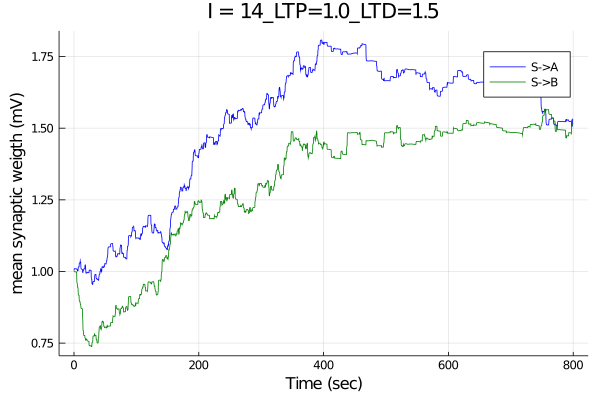 I = 14_LTP=1.0_LTD=1.5
1.75
1.50
1.25
1.00
0.75
mean synaptic weigth (mV)
S->A
S->B
0 200 400 600 800
Time (sec)